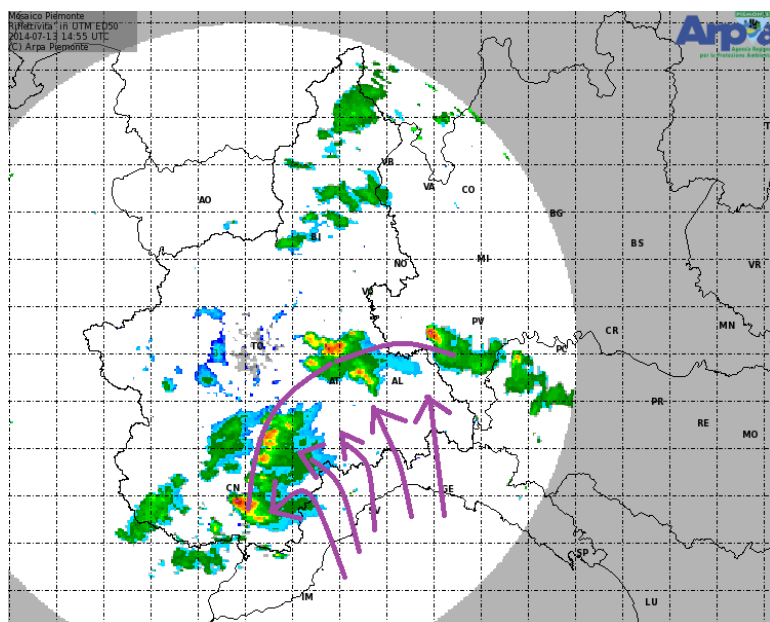 Mosaico Piemonte
Riflettivita' in UTM ED50
2014-07-13 14:55 UTC
(C) Arpa Piemonte
Arpa
VB
VA
CO
AO
BG
BI
BS
NO
MI
VR
PV
TO
CR
MN
PC
AT
AL
PR
RE
MO
CN
GE
SV
SP
IM
LU